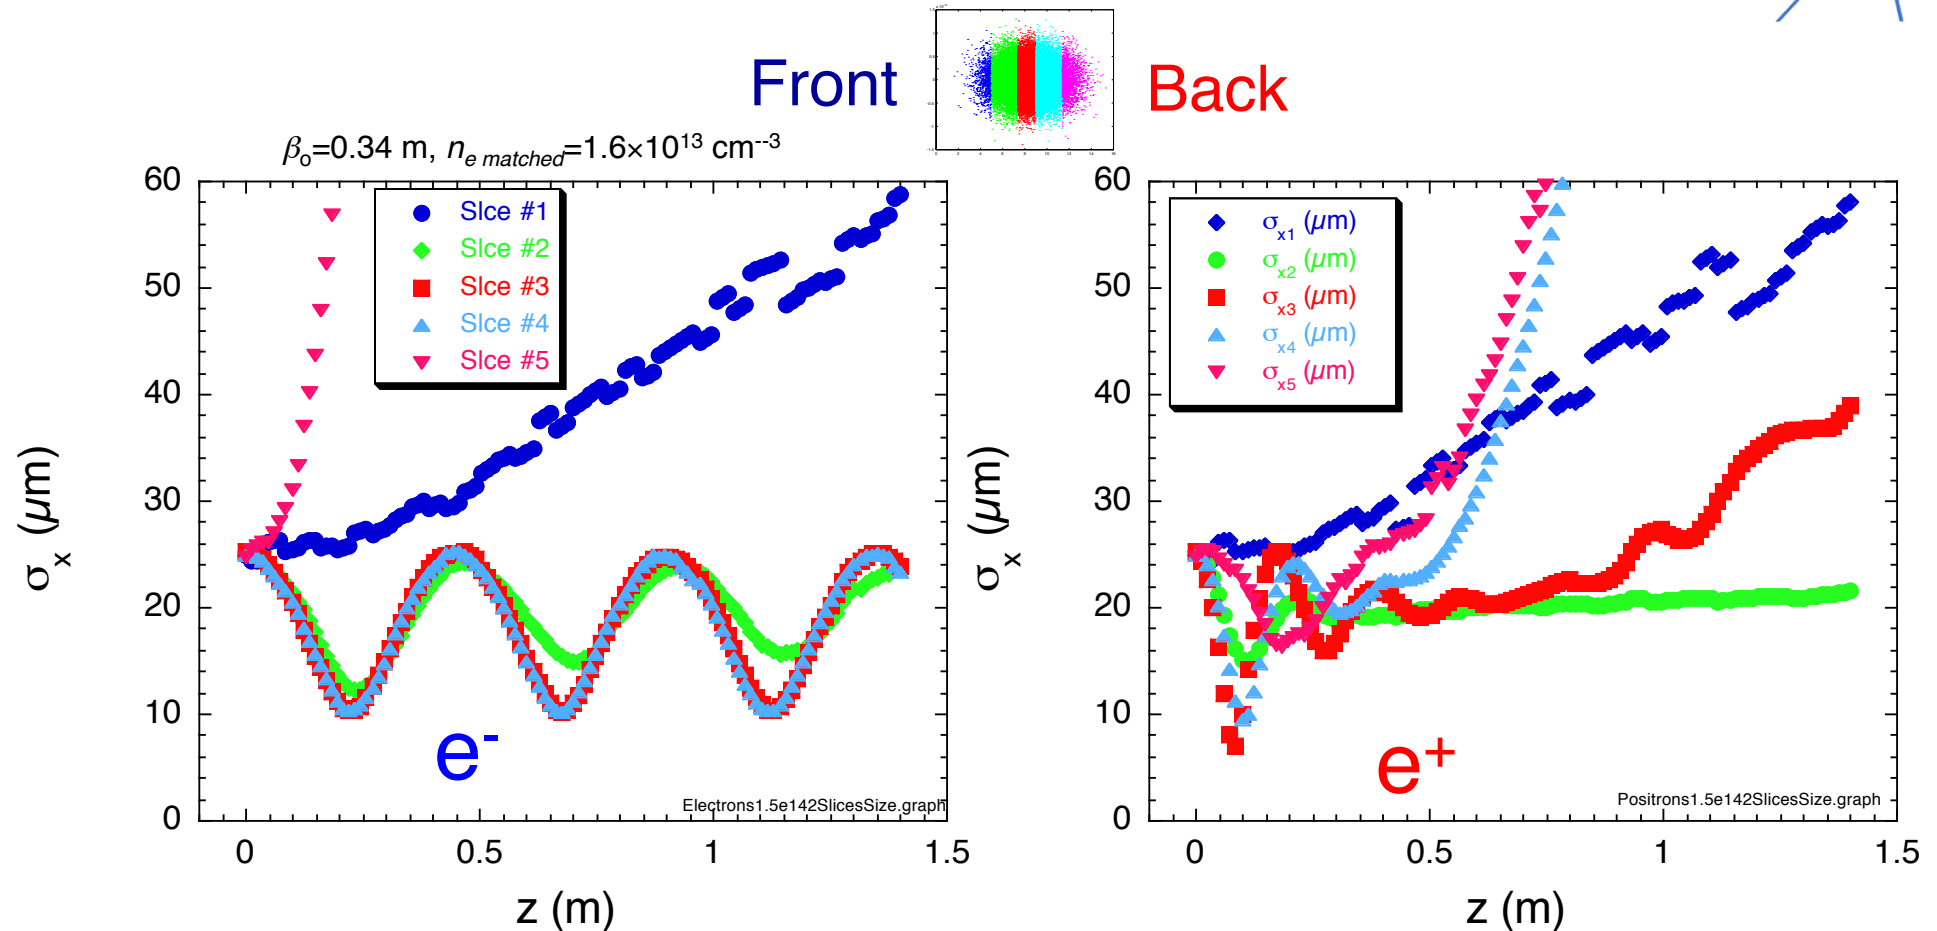 Front
Back
βo=0.34 m, ne matched=1.6×10¹³ cm⁻⁻³
60
50
40
30
20
10
0
σx (µm)
Slce #1
Slce #2
Slce #3
Slce #4
Slce #5
e⁻
Electrons1.5e142SlicesSize.graph
0
0.5
1
1.5
z (m)
60
50
40
30
20
10
0
σx (µm)
σx1 (µm)
σx2 (µm)
σx3 (µm)
σx4 (µm)
σx5 (µm)
e⁺
Positrons1.5e142SlicesSize.graph
0
0.5
1
1.5
z (m)